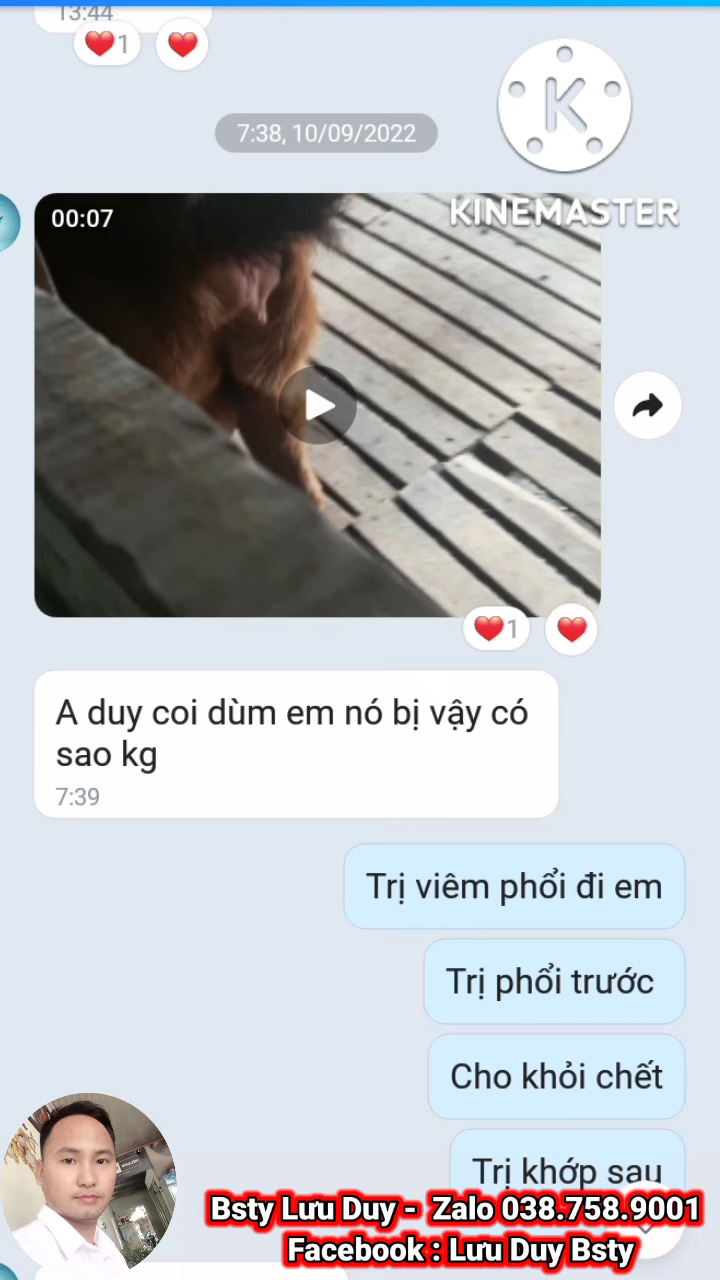 13:44
1
7:38, 10/09/2022
K
KINEMASTER
00:07
1
A duy coi dùm em nó bị vậy có
sao kg
7:39
Trị viêm phổi đi em
Trị phổi trước
Cho khỏi chết
Trị khớp sau
Bsty Lưu Duy - Zalo 038.758.9001
Facebook : Lưu Duy Bsty